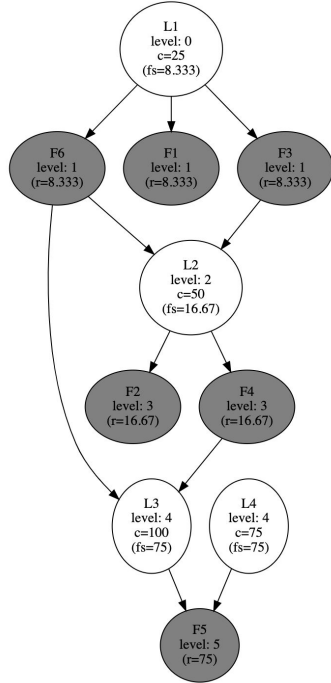 L1
level: 0
c=25
(fs=8.333)
F6
level: 1
(r=8.333)
F1
level: 1
(r=8.333)
F3
level: 1
(r=8.333)
L2
level: 2
c=50
(fs=16.67)
F2
level: 3
(r=16.67)
F4
level: 3
(r=16.67)
L3
level: 4
c=100
(fs=75)
L4
level: 4
c=75
(fs=75)
F5
level: 5
(r=75)